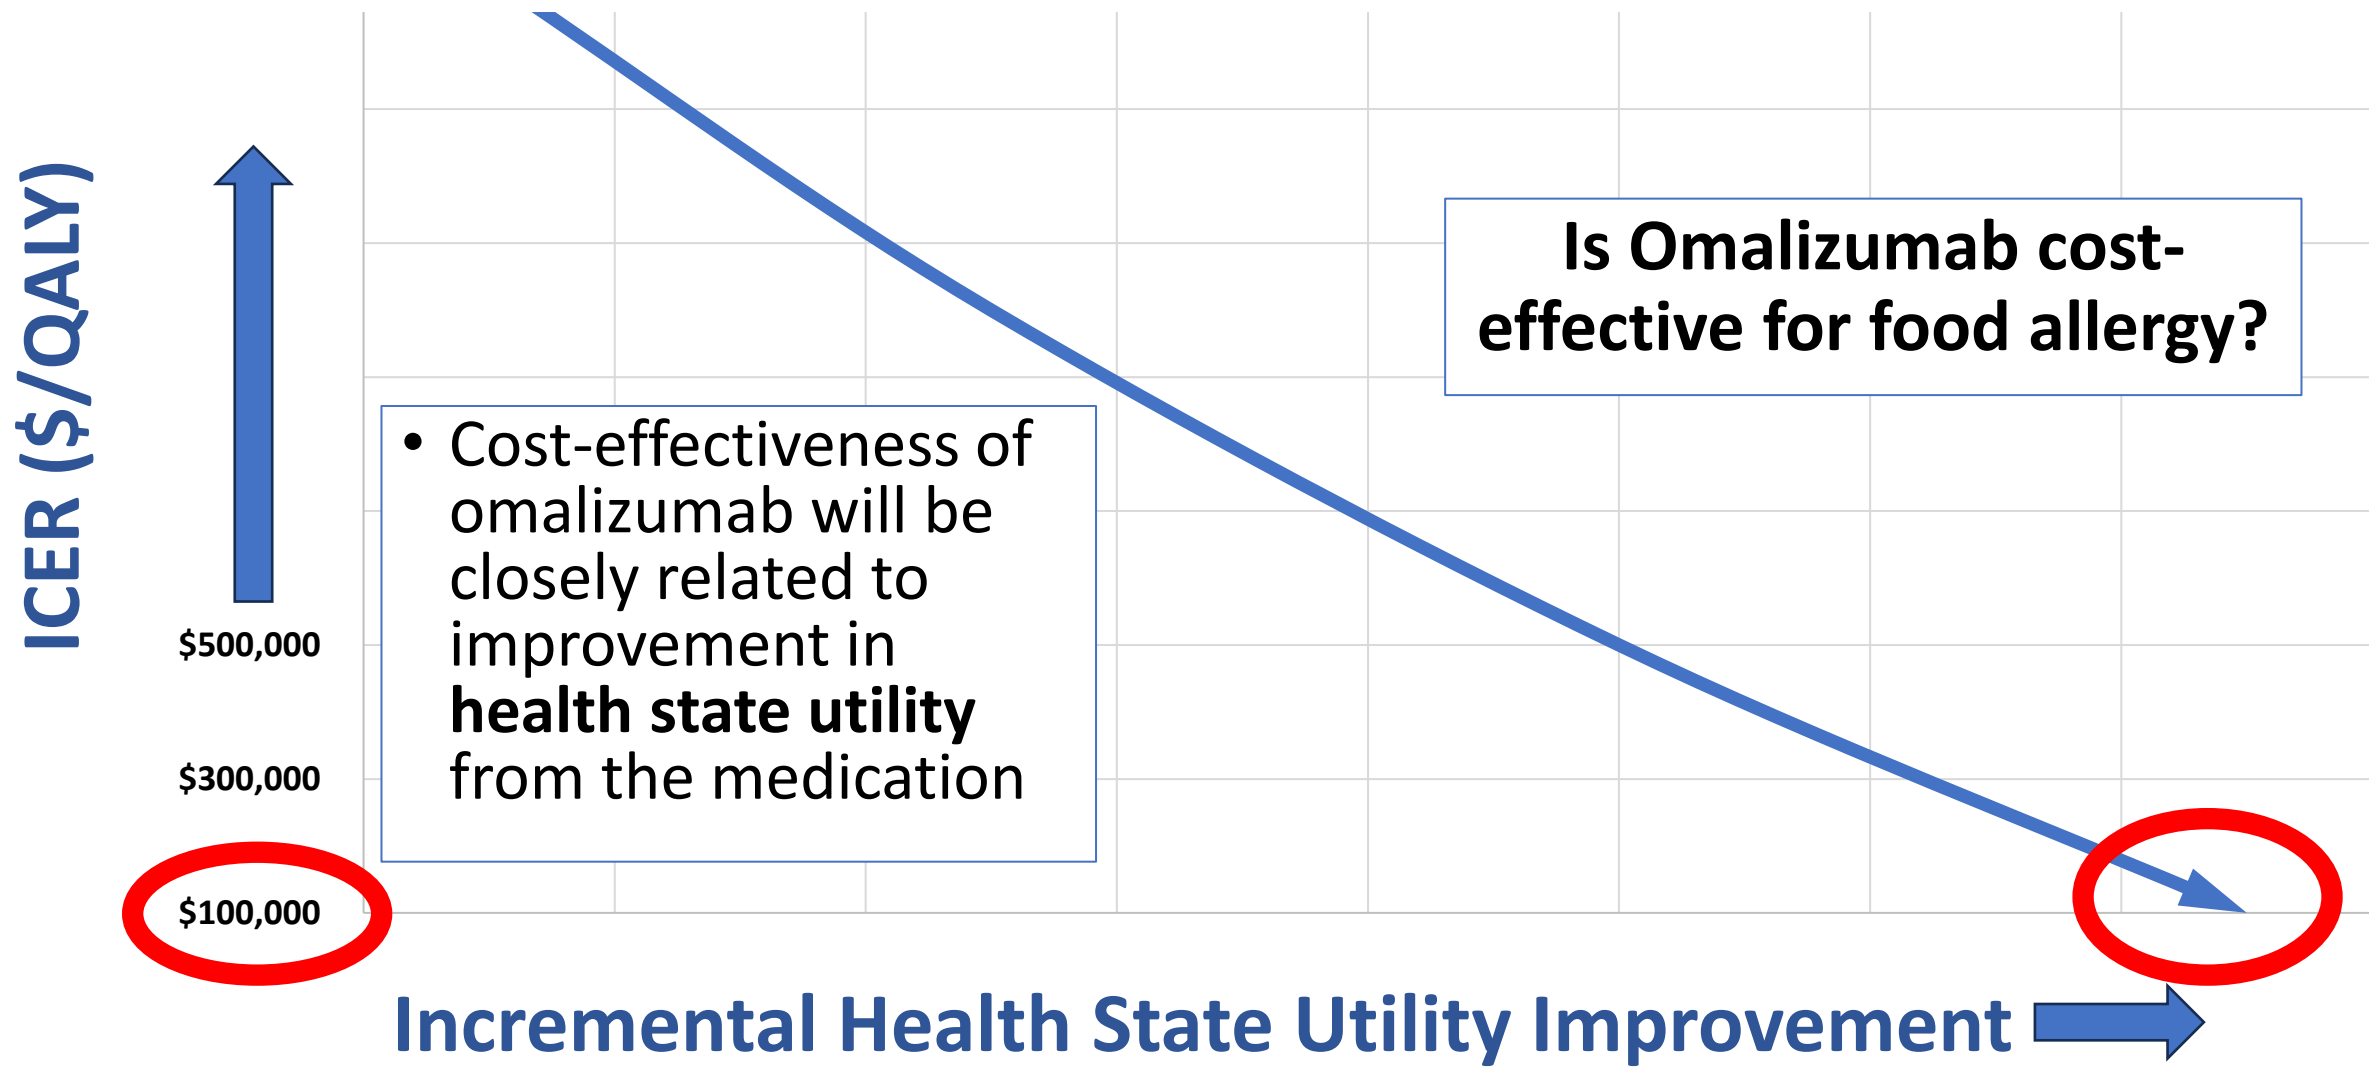 ICER ($/QALY)
Is Omalizumab cost-
effective for food allergy?
• Cost-effectiveness of
omalizumab will be
closely related to
improvement in
health state utility
from the medication
$500,000
$300,000
$100,000
Incremental Health State Utility Improvement